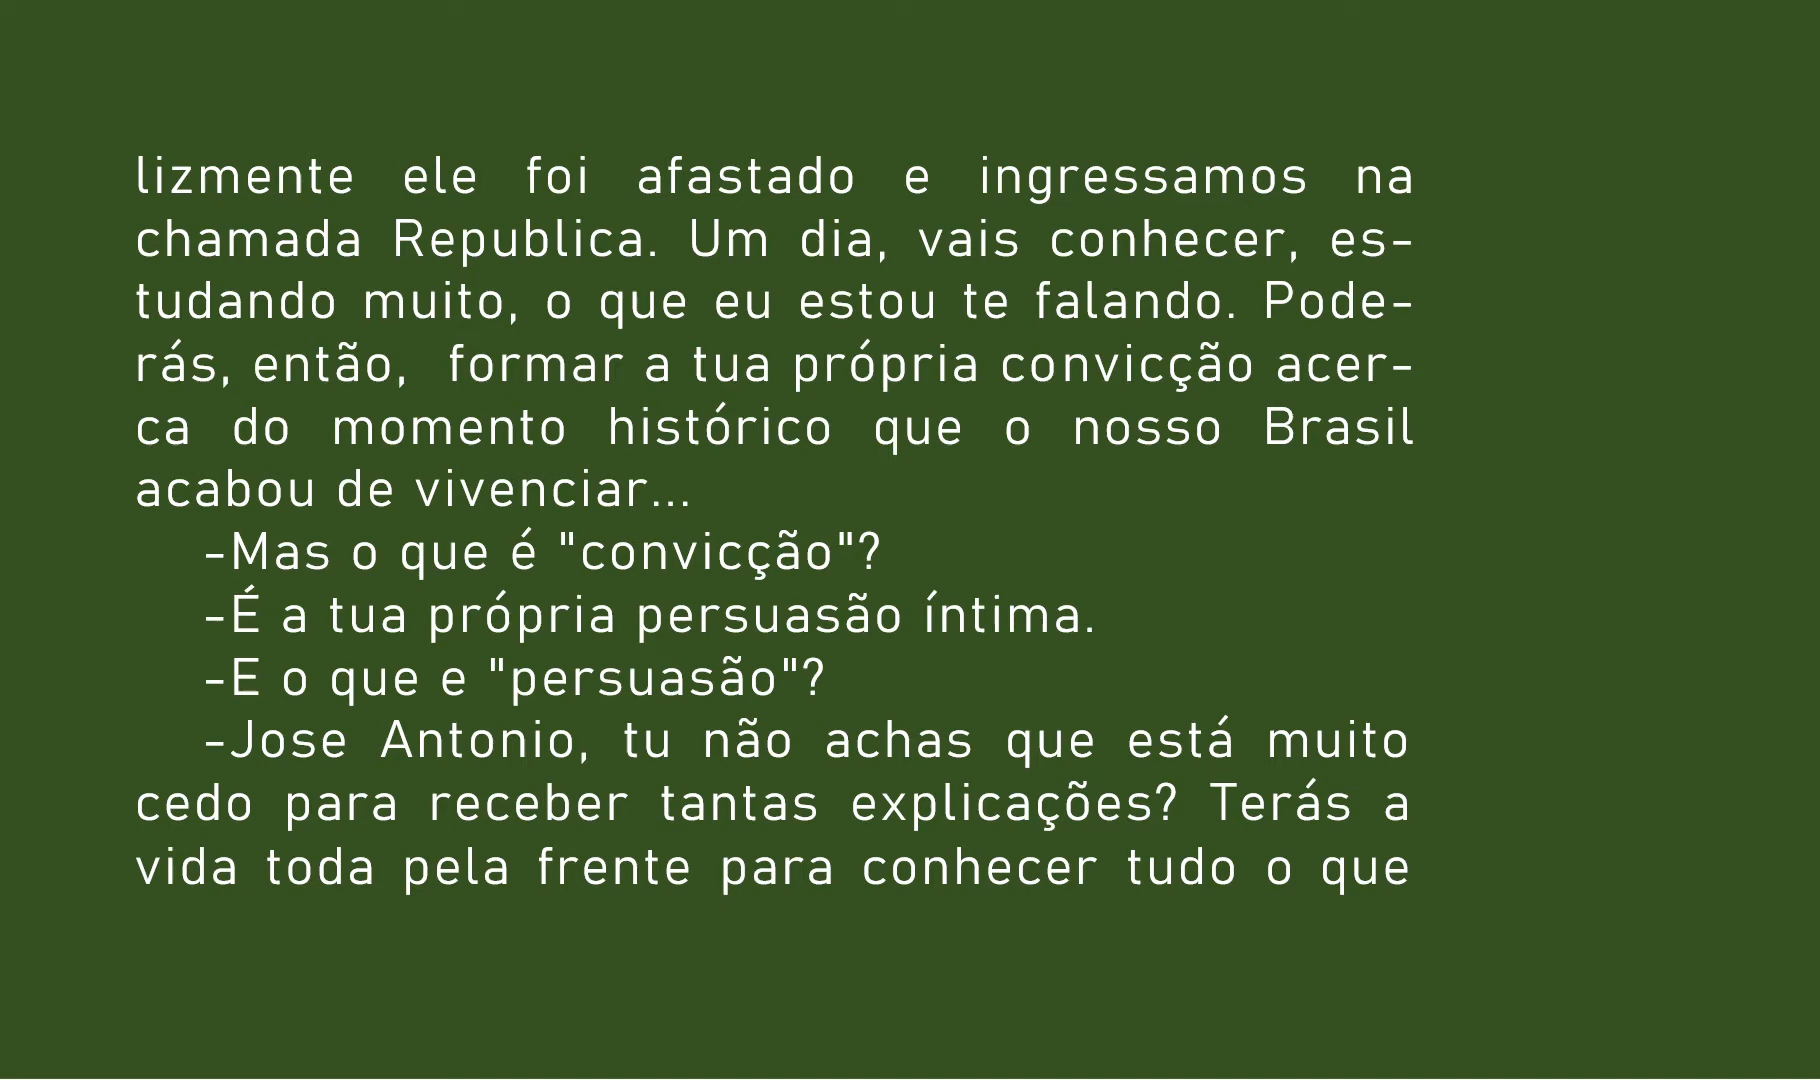 lizmente ele foi afastado e ingressamos na
chamada Republica. Um dia, vais conhecer, es-
tudando muito, o que eu estou te falando. Pode-
rás, então, formar a tua própria convicção acer-
ca do momento histórico que o nosso Brasil
acabou de vivenciar...
-Mas o que é "convicção"?
-É a tua própria persuasão íntima.
-E o que e "persuasão"?
-Jose Antonio, tu não achas que está muito
cedo para receber tantas explicações? Terás a
vida toda pela frente para conhecer tudo o que